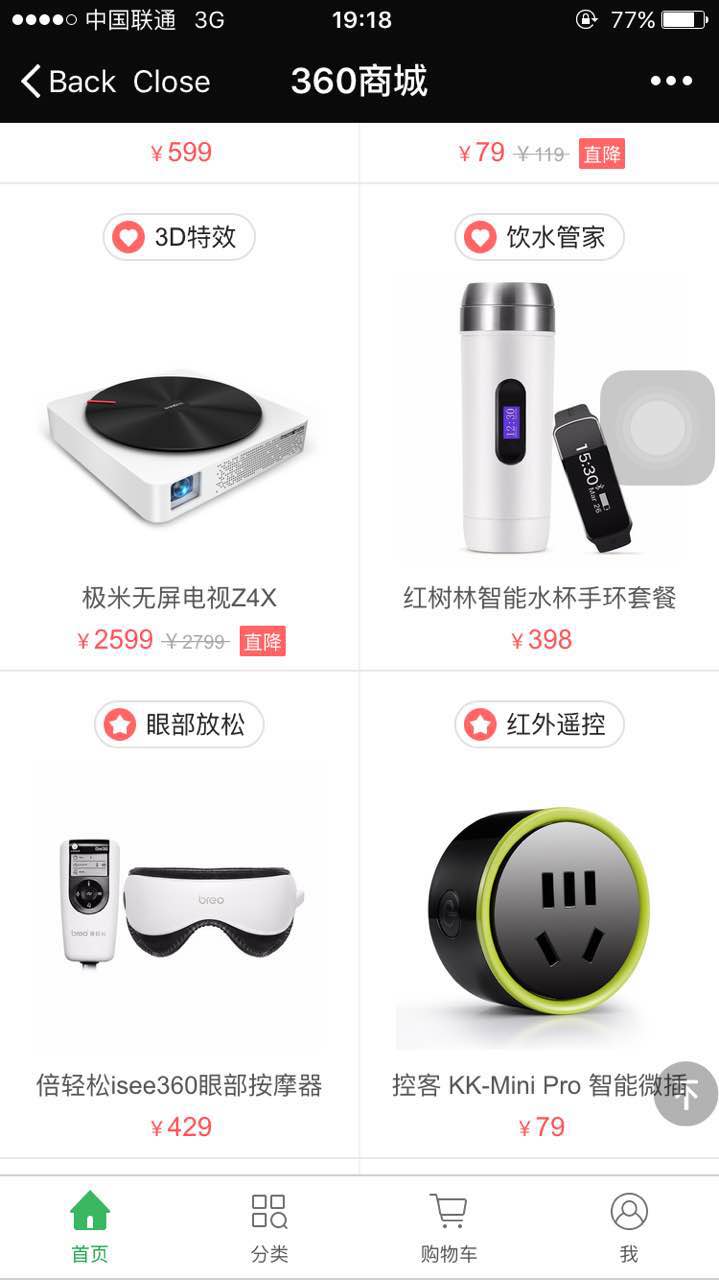 中国联通 3G 19:18 77%
Back Close 360商城
¥599 ¥79 ¥119 直降
3D特效 饮水管家
12:30
15:30
Mar 26
极米无屏电视Z4X 红树林智能水杯手环套餐
¥2599 ¥2799 直降 ¥398
眼部放松 红外遥控
breo
breo
倍轻松isee360眼部按摩器 控客 KK-Mini Pro 智能微插
¥429 ¥79
首页 分类 购物车 我